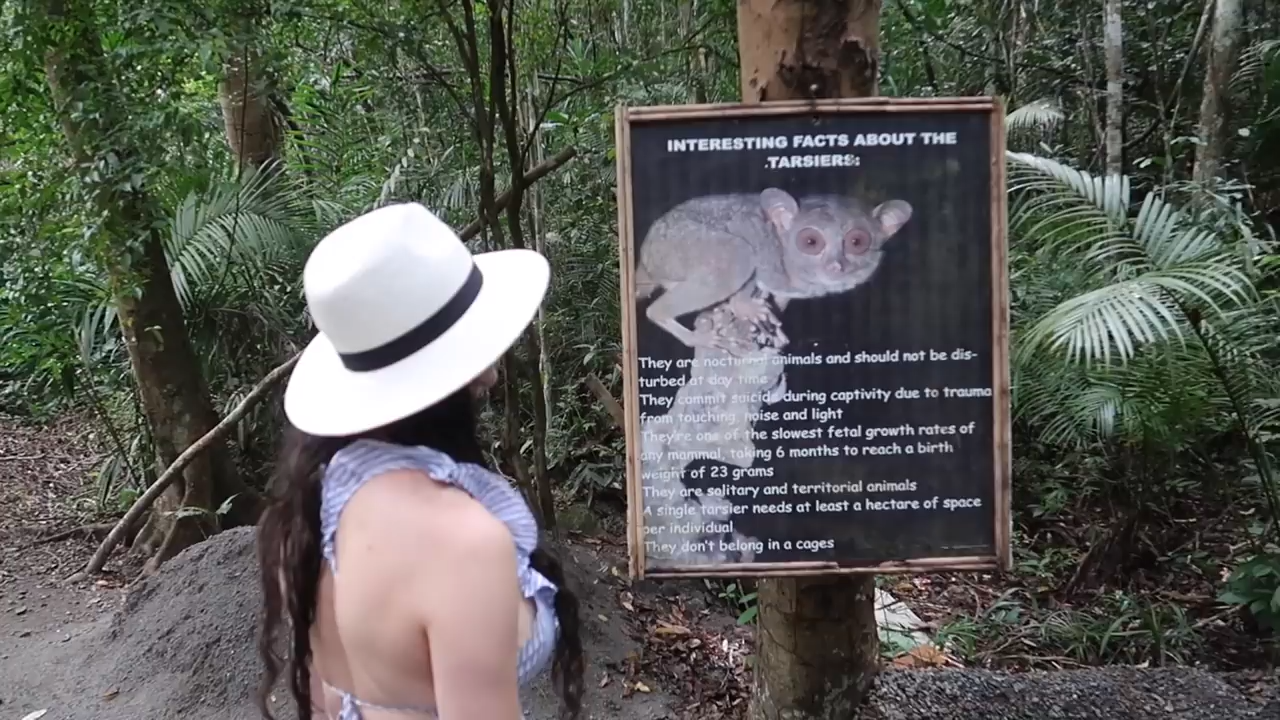 INTERESTING FACTS ABOUT THE
.TARSIERS:
They are nocturnal animals and should not be dis-
turbed at day time
They commit suicide during captivity due to trauma
from touching, noise and light
They're one of the slowest fetal growth rates of
any mammal, taking 6 months to reach a birth
weight of 23 grams
They are solitary and territorial animals
A single tarsier needs at least a hectare of space
per individual
They don't belong in a cages